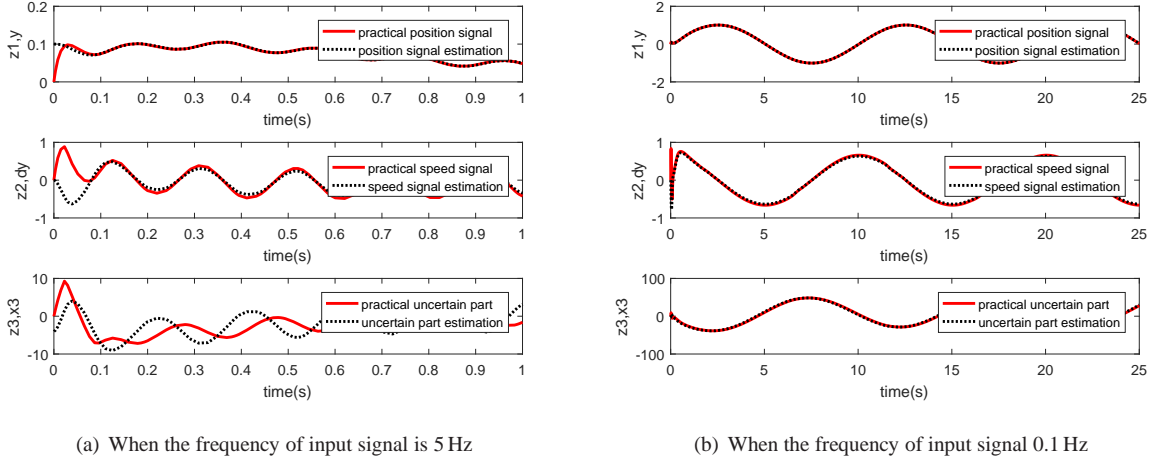 z1,y
0.2
0.1
0
practical position signal
position signal estimation
0 0.1 0.2 0.3 0.4 0.5 0.6 0.7 0.8 0.9 1
time(s)
z2,dy
1
0
-1
practical speed signal
speed signal estimation
0 0.1 0.2 0.3 0.4 0.5 0.6 0.7 0.8 0.9 1
time(s)
z3,x3
10
0
-10
practical uncertain part
uncertain part estimation
0 0.1 0.2 0.3 0.4 0.5 0.6 0.7 0.8 0.9 1
time(s)
(a) When the frequency of input signal is 5 Hz
z1,y
2
0
-2
practical position signal
position signal estimation
0 5 10 15 20 25
time(s)
z2,dy
1
0
-1
practical speed signal
speed signal estimation
0 5 10 15 20 25
time(s)
z3,x3
100
0
-100
practical uncertain part
uncertain part estimation
0 5 10 15 20 25
time(s)
(b) When the frequency of input signal 0.1 Hz